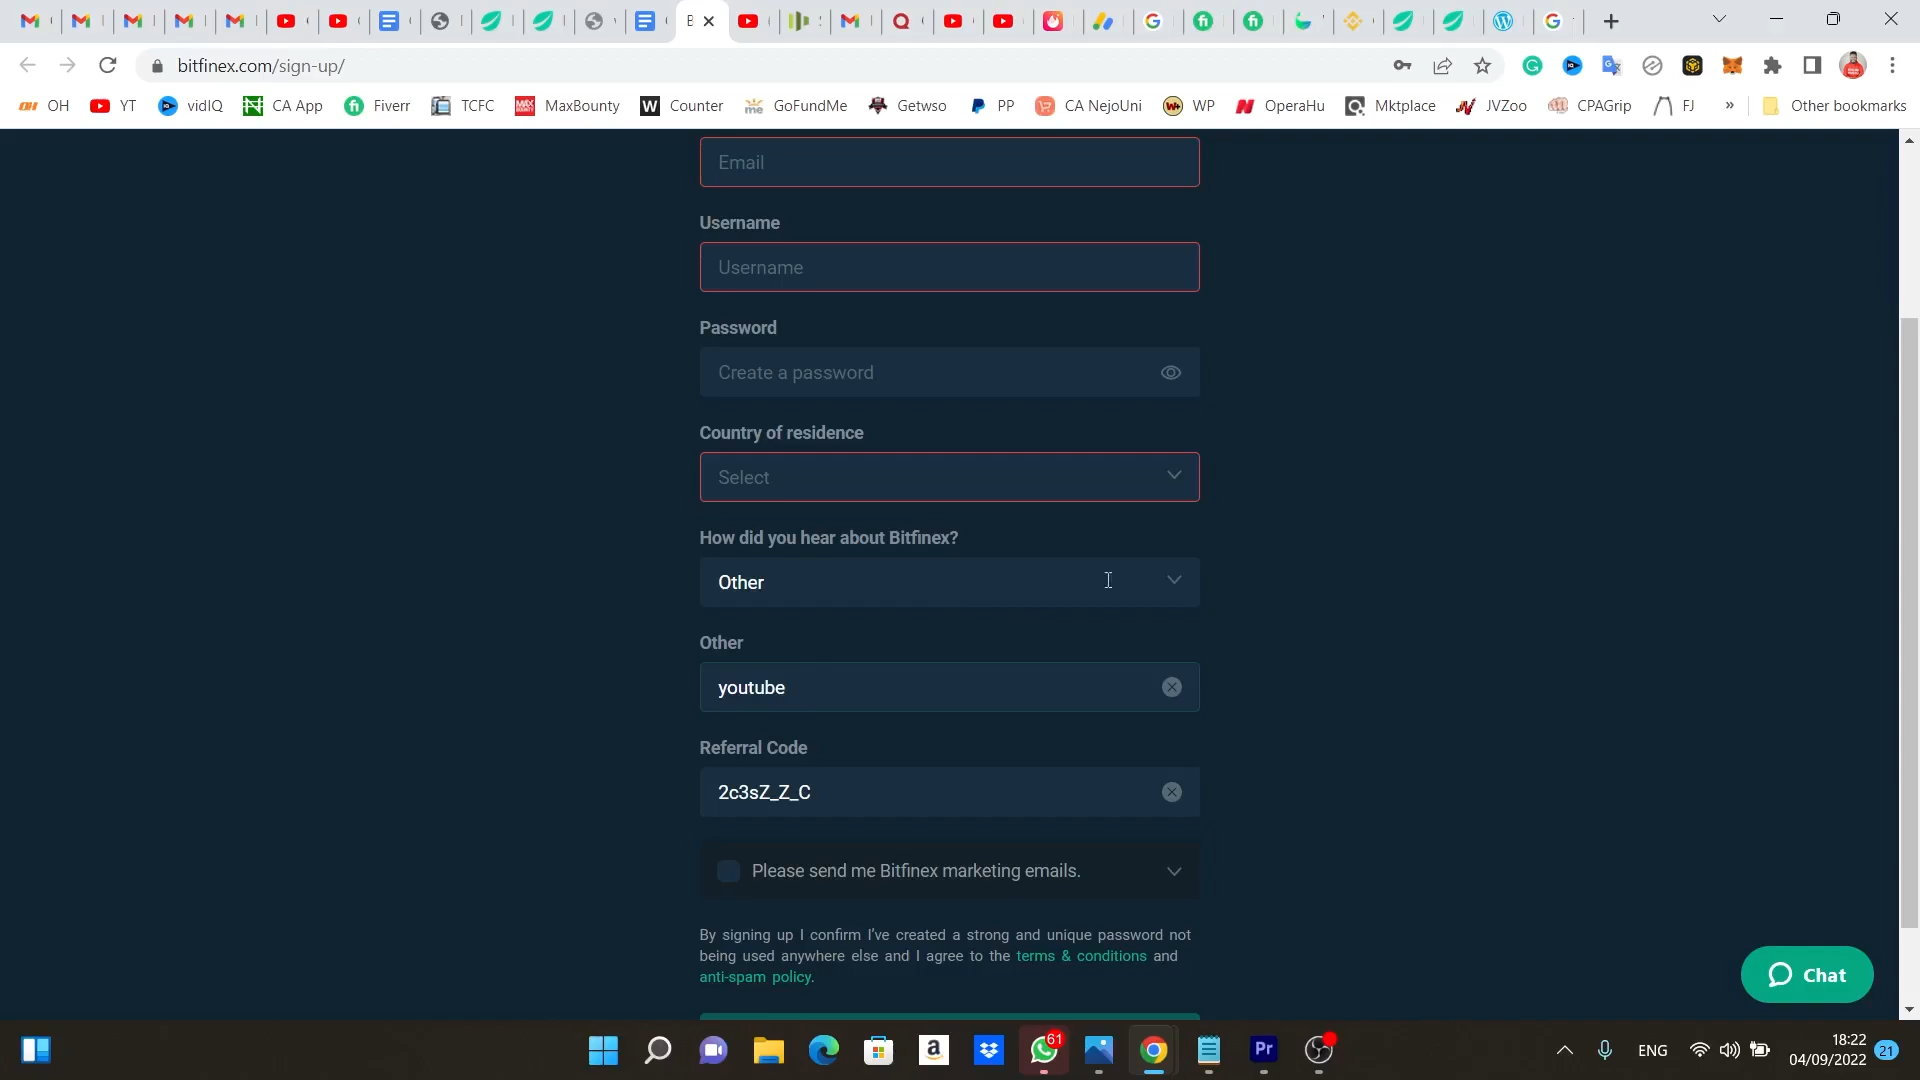 bitfinex.com/sign-up/
OH
YT
vidIQ
CA App
Fiverr
TCFC
MaxBounty
Counter
GoFundMe
Getwso
PP
CA NejoUni
WP
OperaHu
Mktplace
JVZoo
CPAGrip
FJ
»
Other bookmarks
Email
Username
Username
Password
Create a password
Country of residence
Select
How did you hear about Bitfinex?
Other
Other
youtube
Referral Code
2c3sZ_Z_C
Please send me Bitfinex marketing emails.
By signing up I confirm I've created a strong and unique password not
being used anywhere else and I agree to the terms & conditions and
anti-spam policy.
Chat
61
Pr
ENG
18:22
04/09/2022
21